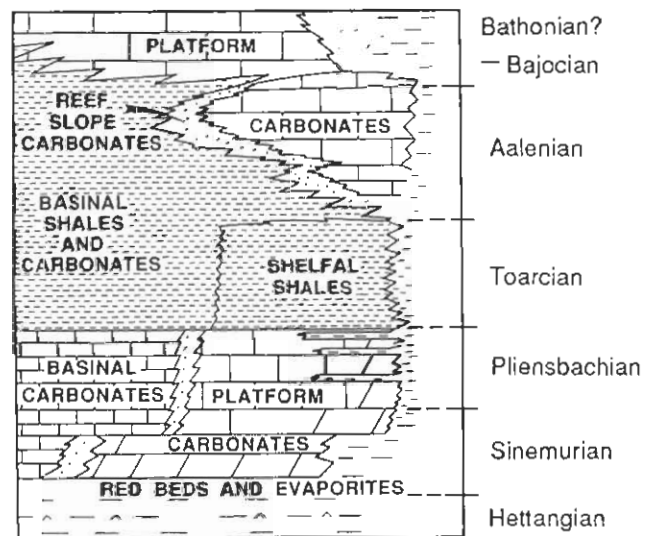 PLATFORM
REEF
SLOPE
CARBONATES
CARBONATES
BASINAL
SHALES
AND
CARBONATES
SHELFAL
SHALES
BASINAL
CARBONATES
PLATFORM
CARBONATES
RED BEDS AND EVAPORITES
Bathonian?
Bajocian
Aalenian
Toarcian
Pliensbachian
Sinemurian
Hettangian